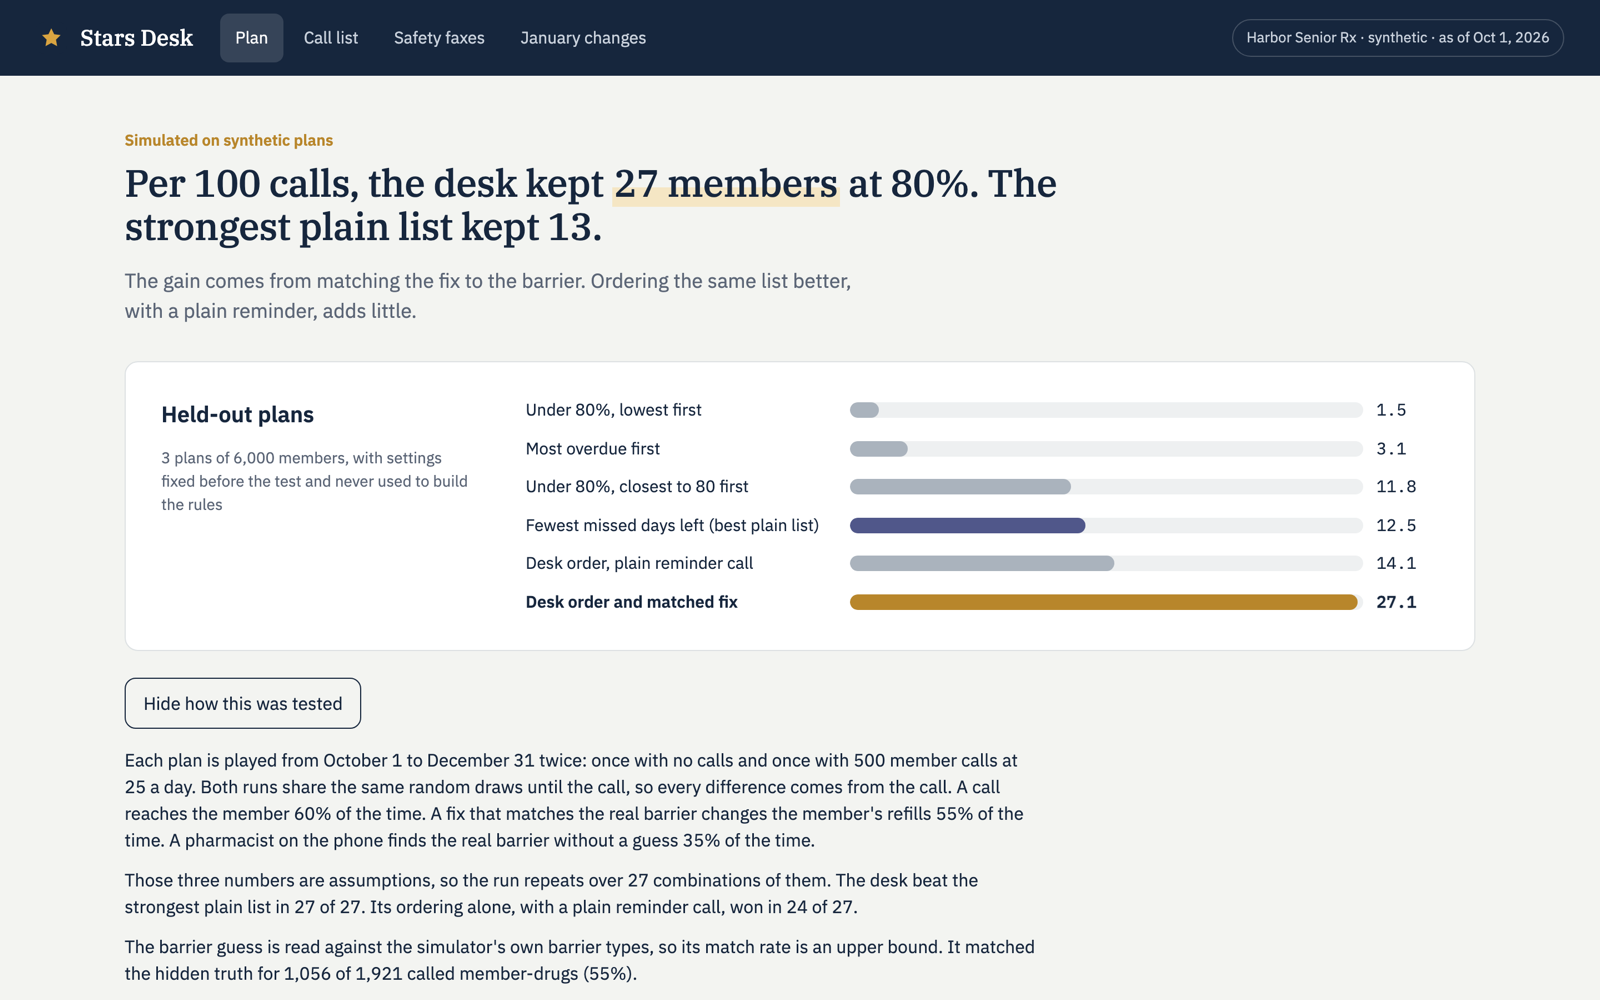 Stars Desk
Plan
Call list
Safety faxes
January changes
Harbor Senior Rx · synthetic · as of Oct 1, 2026
Simulated on synthetic plans
Per 100 calls, the desk kept 27 members at 80%. The
strongest plain list kept 13.
The gain comes from matching the fix to the barrier. Ordering the same list better,
with a plain reminder, adds little.
Held-out plans
3 plans of 6,000 members, with settings
fixed before the test and never used to build
the rules
Under 80%, lowest first 1.5
Most overdue first 3.1
Under 80%, closest to 80 first 11.8
Fewest missed days left (best plain list) 12.5
Desk order, plain reminder call 14.1
Desk order and matched fix 27.1
Hide how this was tested
Each plan is played from October 1 to December 31 twice: once with no calls and once with 500 member calls at
25 a day. Both runs share the same random draws until the call, so every difference comes from the call. A call
reaches the member 60% of the time. A fix that matches the real barrier changes the member's refills 55% of the
time. A pharmacist on the phone finds the real barrier without a guess 35% of the time.
Those three numbers are assumptions, so the run repeats over 27 combinations of them. The desk beat the
strongest plain list in 27 of 27. Its ordering alone, with a plain reminder call, won in 24 of 27.
The barrier guess is read against the simulator's own barrier types, so its match rate is an upper bound. It matched
the hidden truth for 1,056 of 1,921 called member-drugs (55%).